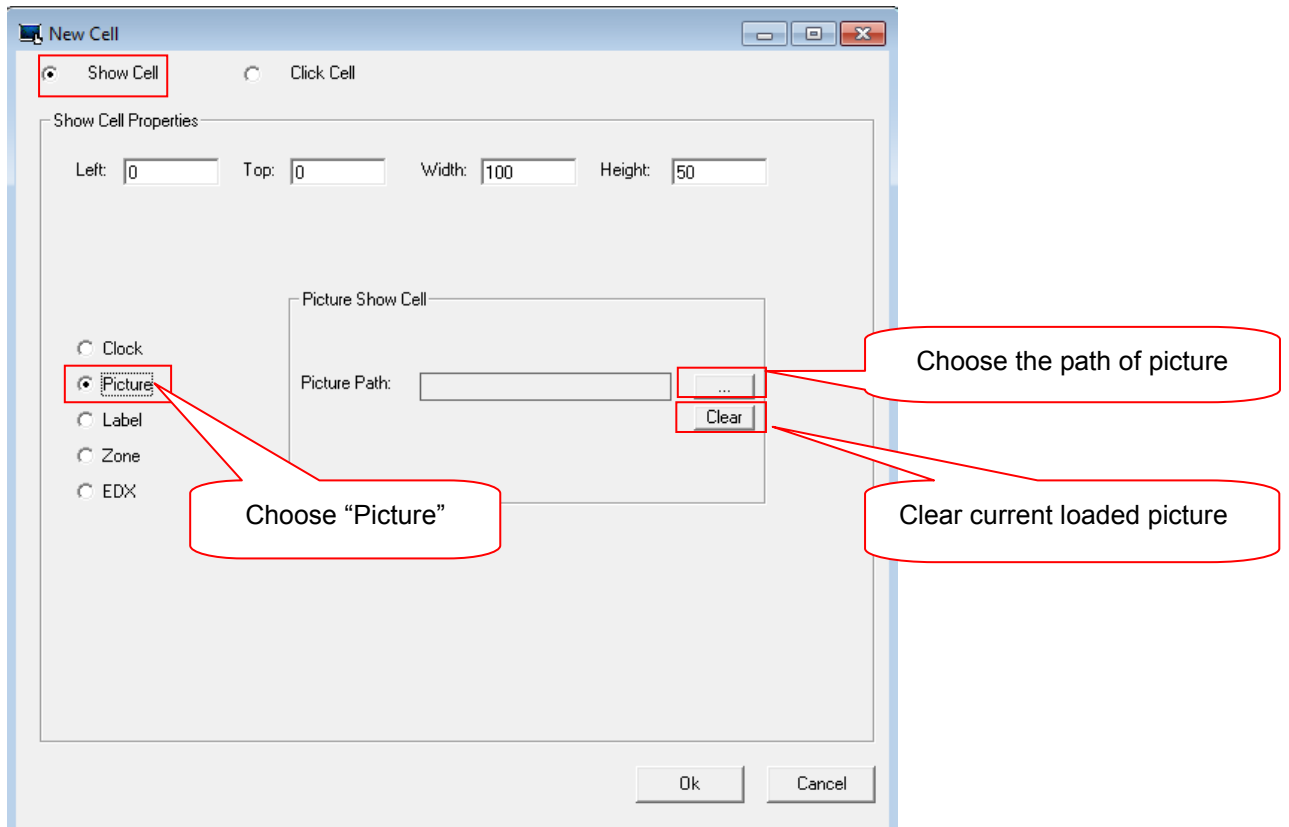 New Cell
Show Cell Click Cell
Show Cell Properties
Left: 0 Top: 0 Width: 100 Height: 50
Picture Show Cell
Clock
Picture
Label
Zone
EDX
Picture Path: ...
Clear
Choose the path of picture
Choose “Picture”
Clear current loaded picture
Ok Cancel